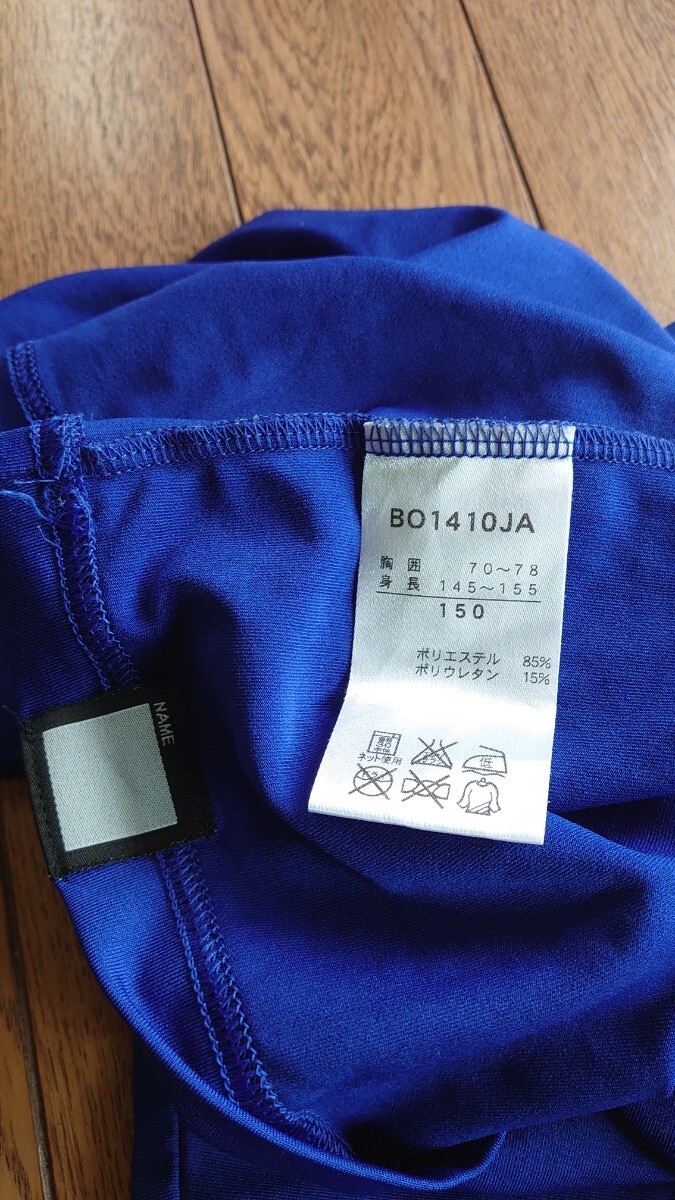 BO1410JA
胸 囲 70～78
身 長 145～155
150
ポリエステル 85%
ポリウレタン 15%
低
ネット使用
NAME